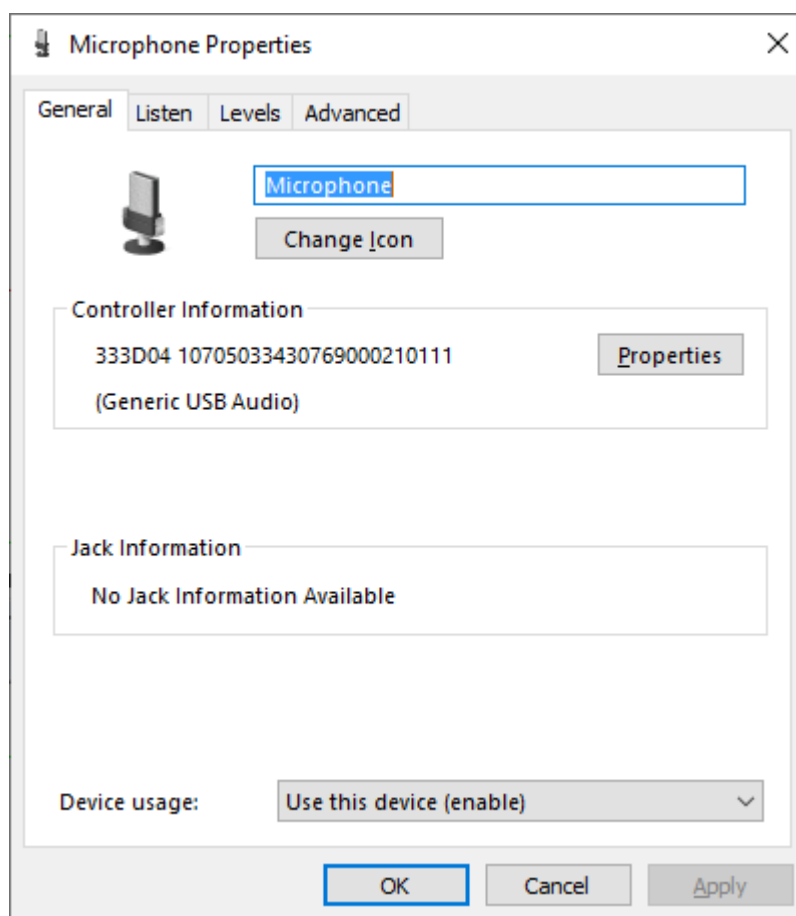 Microphone Properties
General Listen Levels Advanced
Microphone
Change Icon
Controller Information
333D04 10705033430769000210111
Properties
(Generic USB Audio)
Jack Information
No Jack Information Available
Device usage:
Use this device (enable)
OK Cancel Apply